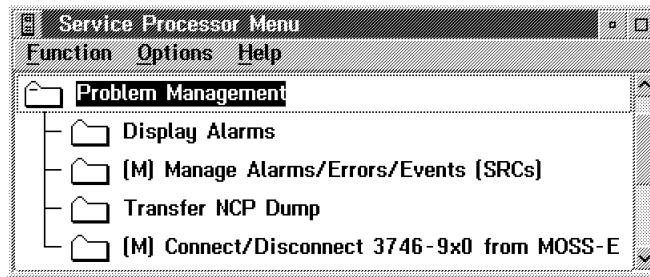 Service Processor Menu
Function Options Help
Problem Management
Display Alarms
(M) Manage Alarms/Errors/Events (SRCs)
Transfer NCP Dump
(M) Connect/Disconnect 3746-9x0 from MOSS-E